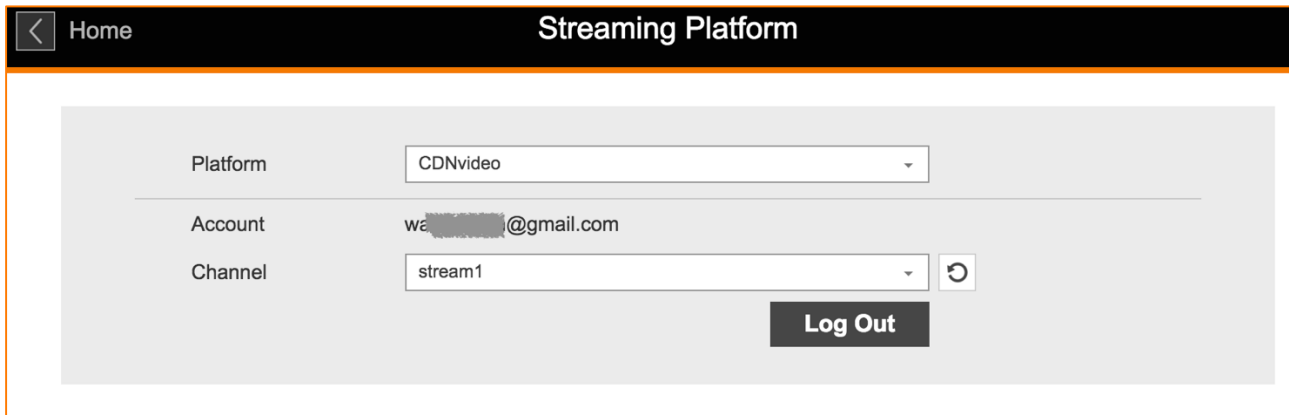 Home
Streaming Platform
Platform
CDNvideo
Account
@gmail.com
Channel
stream1
Log Out